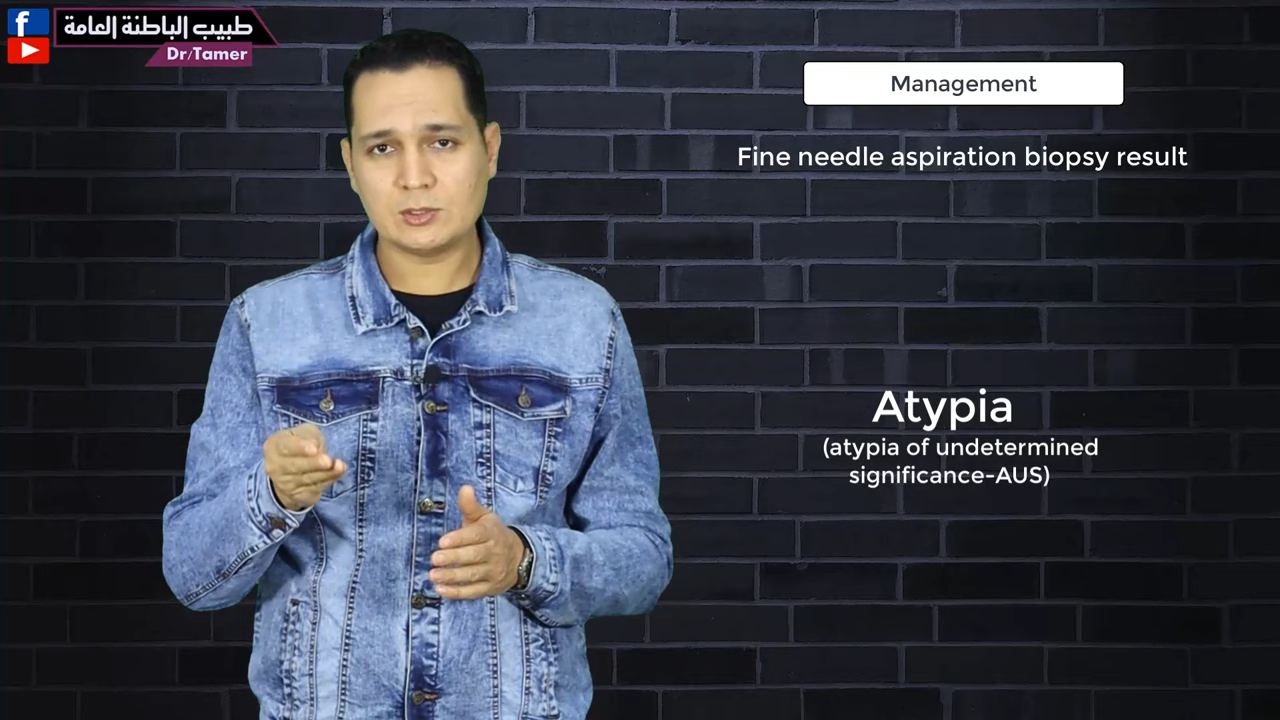 طبيب الباطنة العامة
Dr/Tamer
Management
Fine needle aspiration biopsy result
Atypia
(atypia of undetermined
significance-AUS)